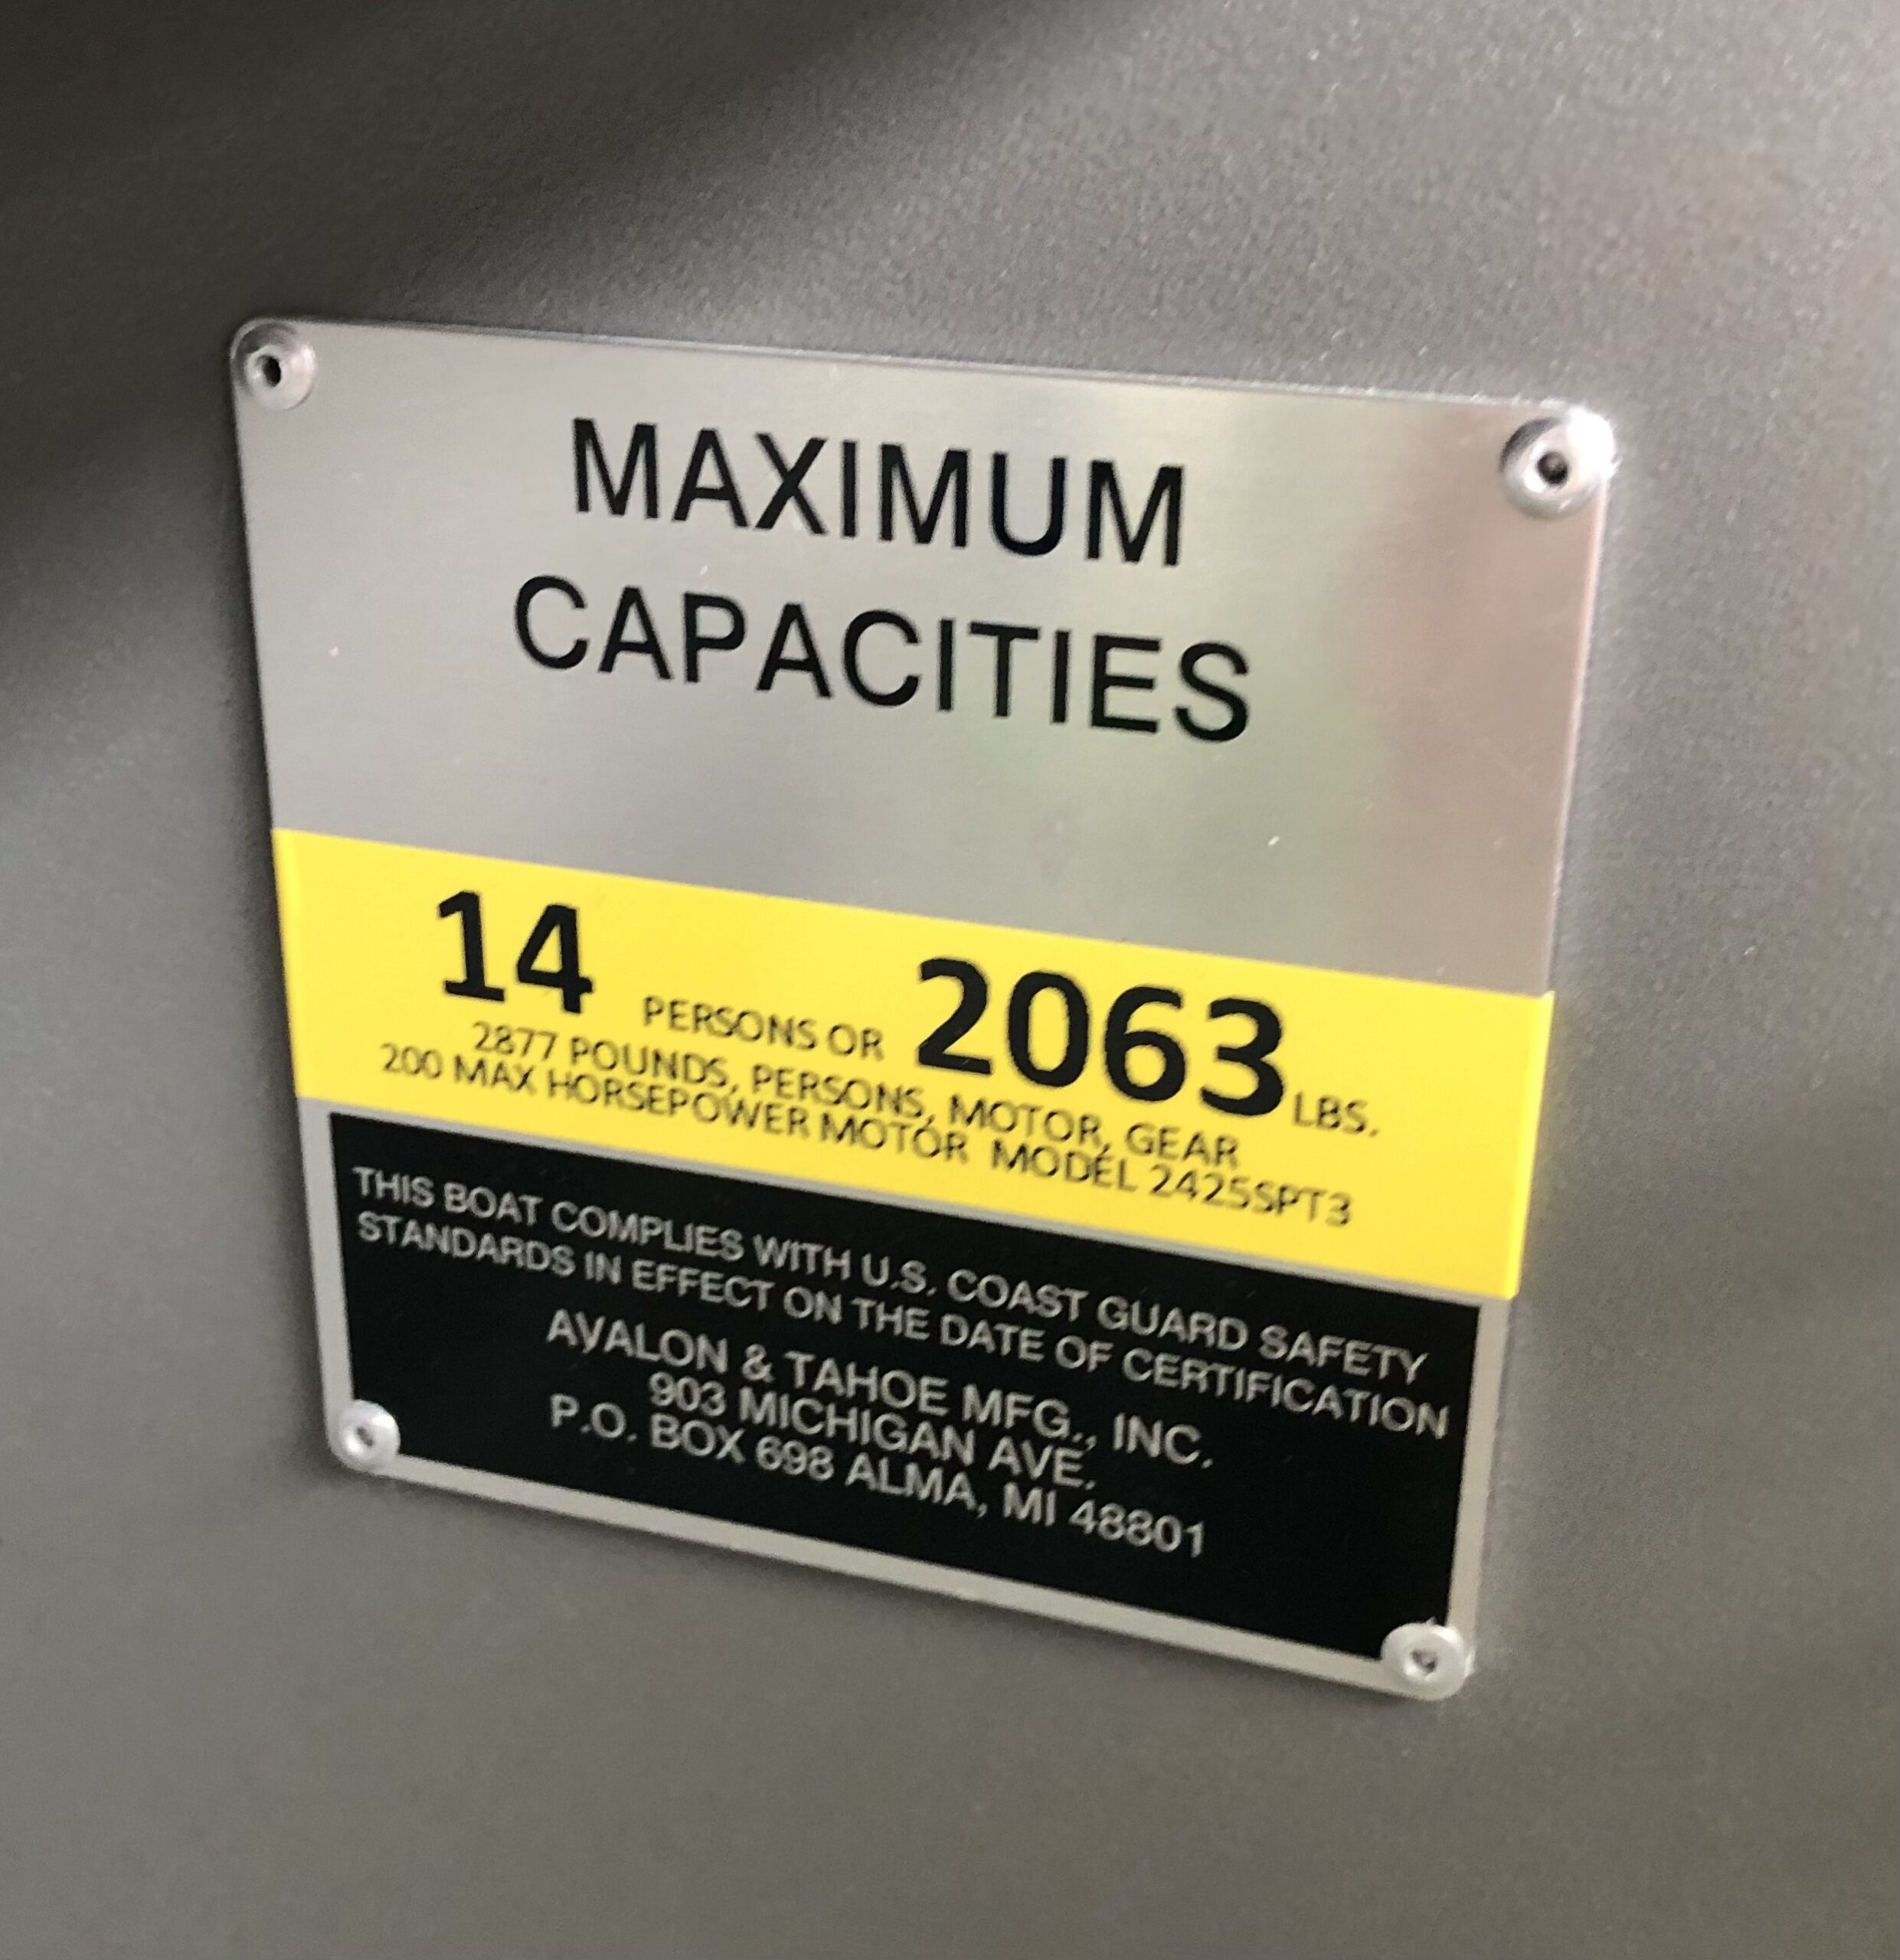 MAXIMUM
CAPACITIES
14 PERSONS OR 2063 LBS.
2877 POUNDS, PERSONS, MOTOR, GEAR
200 MAX HORSEPOWER MOTOR MODEL 2425SPT3
THIS BOAT COMPLIES WITH U.S. COAST GUARD SAFETY
STANDARDS IN EFFECT ON THE DATE OF CERTIFICATION
AVALON & TAHOE MFG., INC.
903 MICHIGAN AVE.
P.O. BOX 698 ALMA, MI 48801